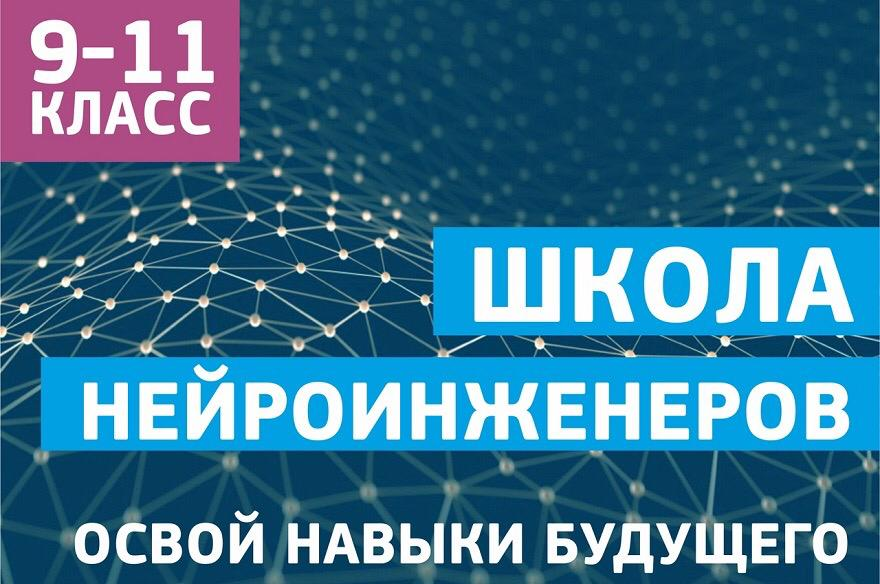 9-11
КЛАСС
ШКОЛА
НЕЙРОИНЖЕНЕРОВ
ОСВОЙ НАВЫКИ БУДУЩЕГО